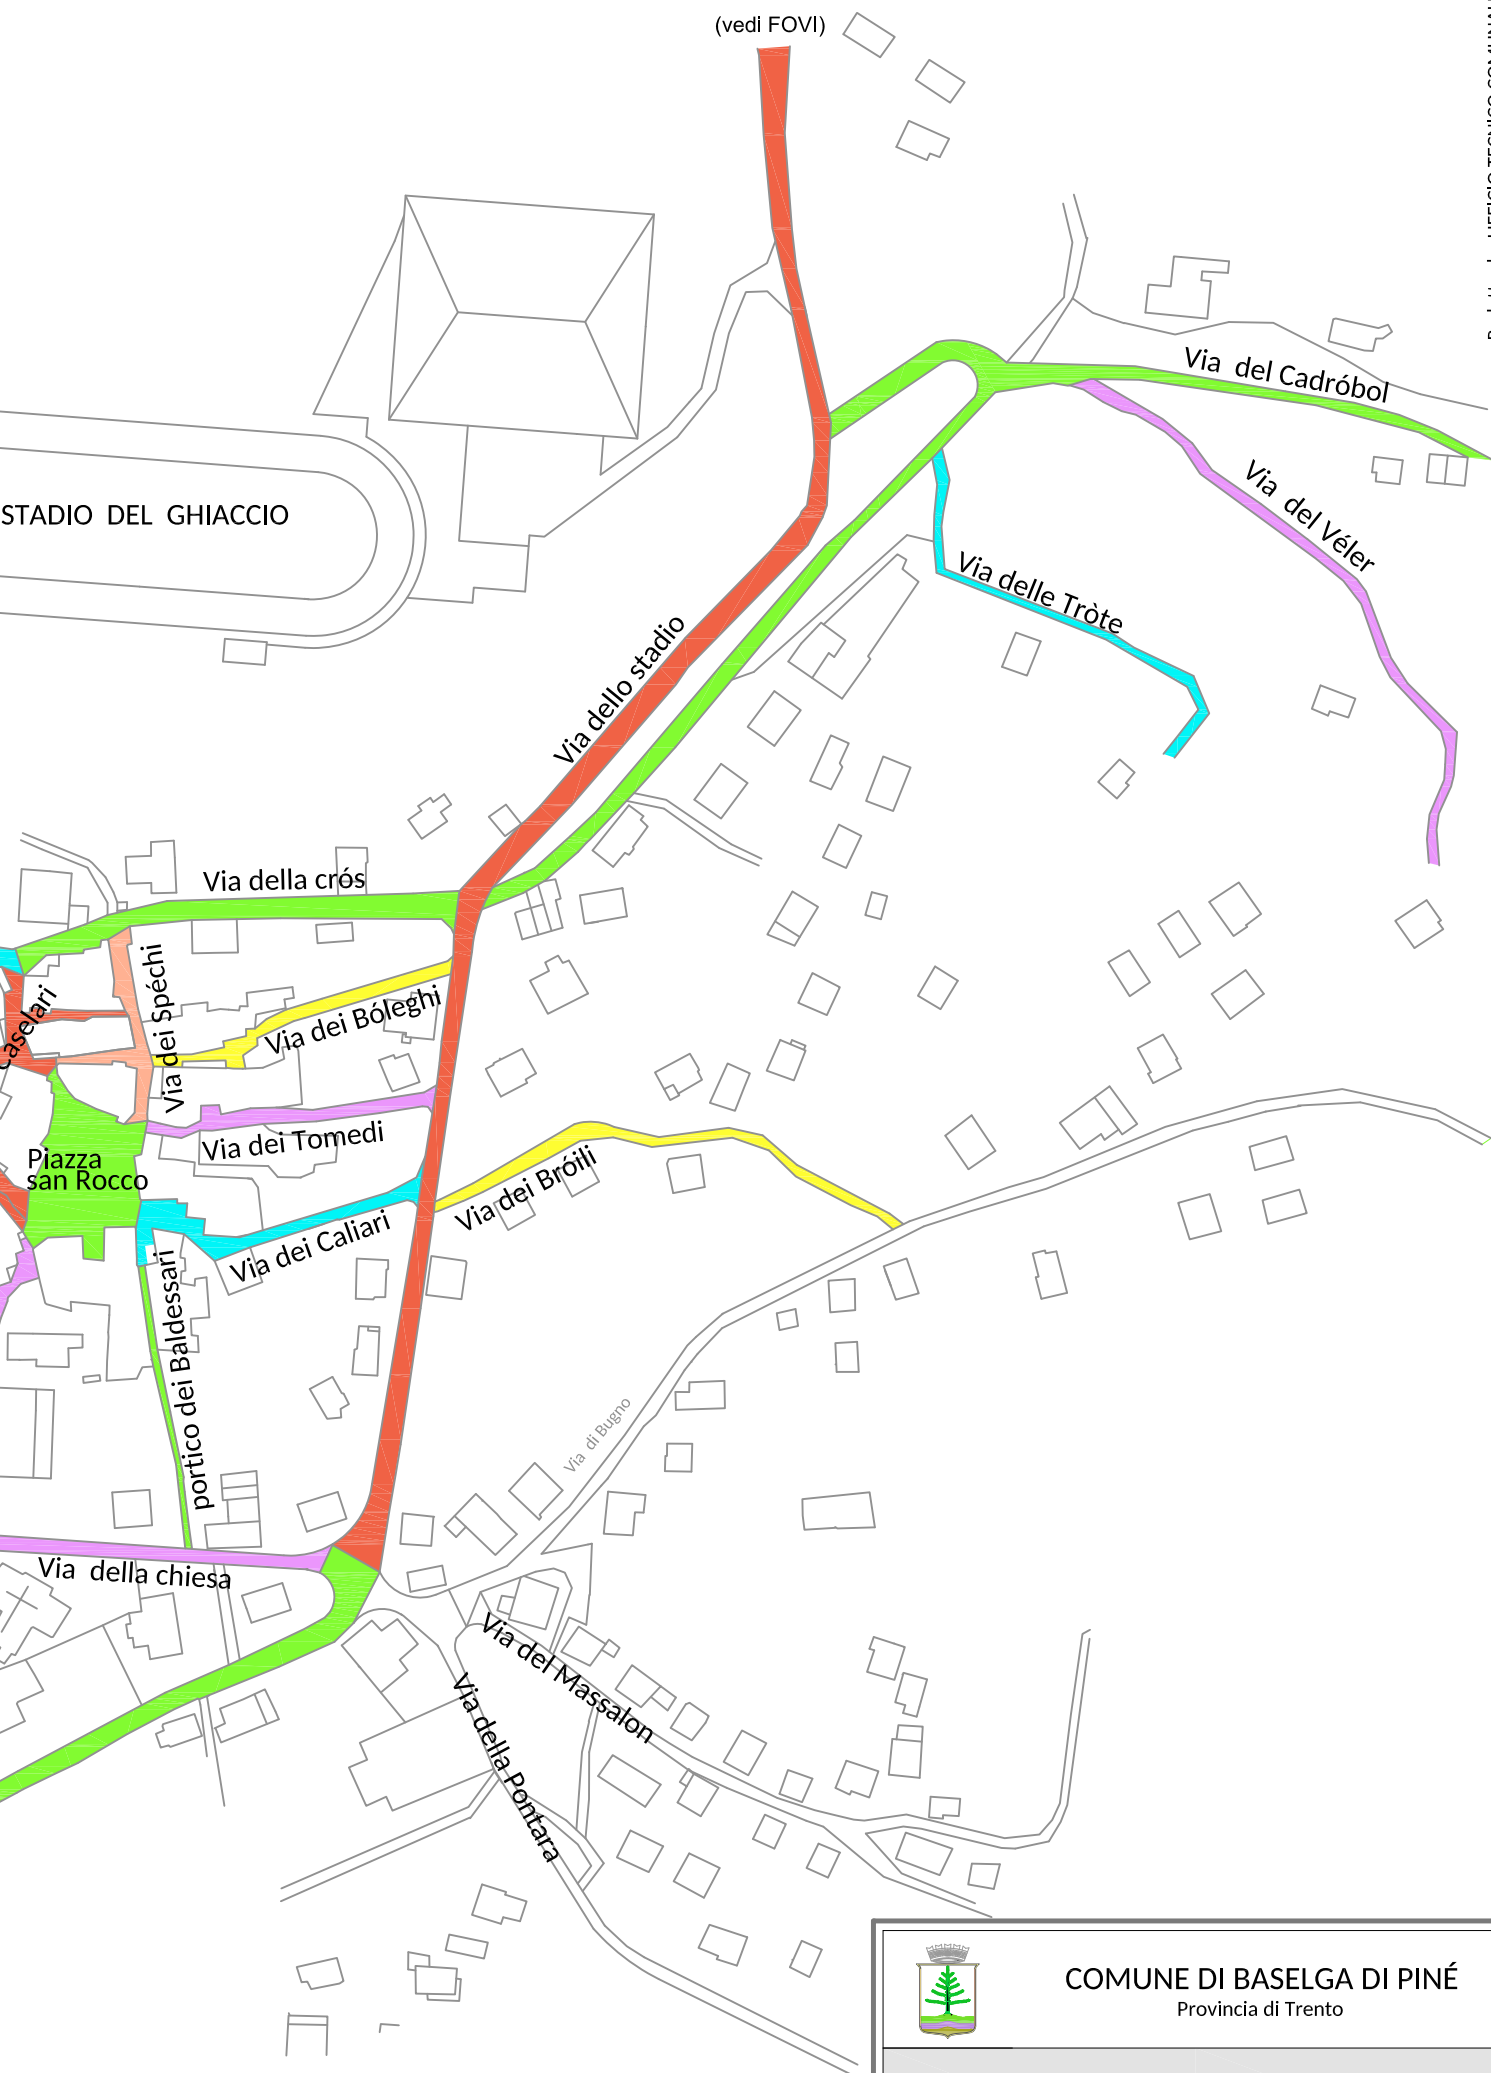 (vedi FOVI)
Via  del Cadróbol
Via  del Véler
STADIO  DEL  GHIACCIO
Via delle Tròte
Via dello stadio
Via della crós
Via dei Spéchi
Via dei Bóleghi
Via dei Tomedi
Piazza
san Rocco
Via dei Bróili
Via dei Caliari
portico dei Baldessari
Via  di Bugno
Via  della chiesa
Via del Massalon
Via della Pontara
COMUNE DI BASELGA DI PINÉ
Provincia di Trento